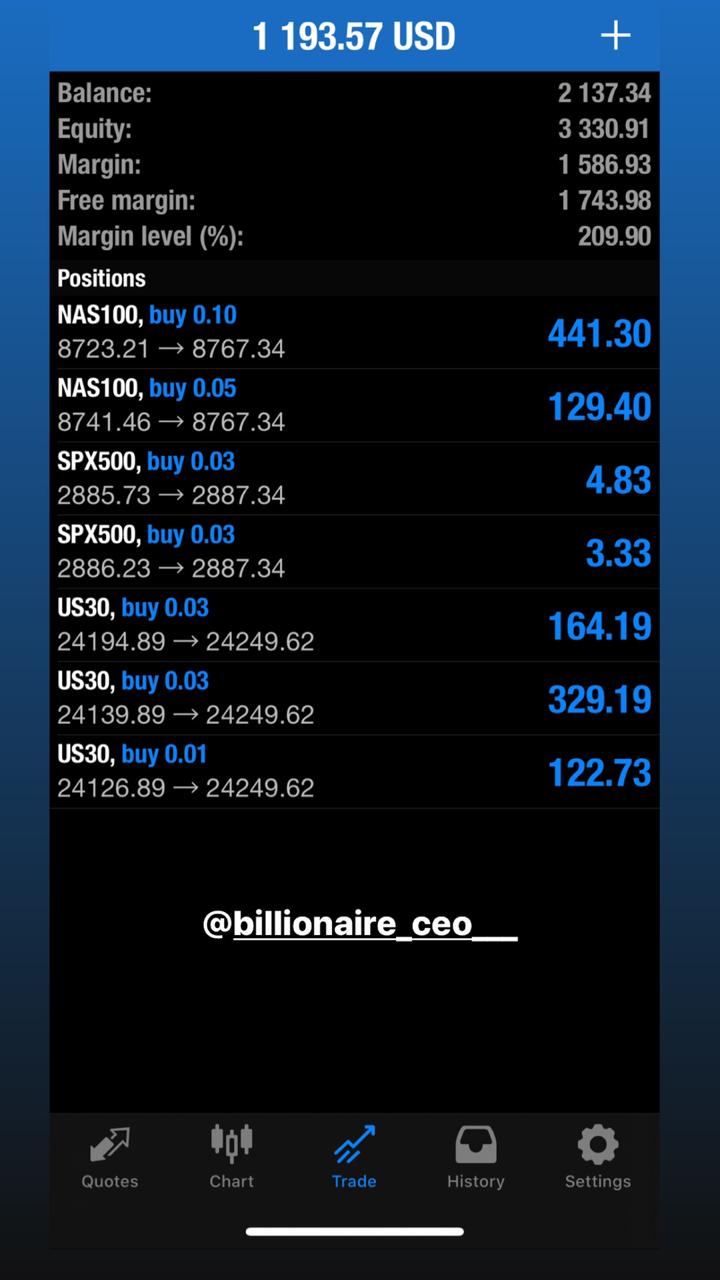 1 193.57 USD
Balance: 2 137.34
Equity: 3 330.91
Margin: 1 586.93
Free margin: 1 743.98
Margin level (%): 209.90
Positions
NAS100, buy 0.10
8723.21 → 8767.34 441.30
NAS100, buy 0.05
8741.46 → 8767.34 129.40
SPX500, buy 0.03
2885.73 → 2887.34 4.83
SPX500, buy 0.03
2886.23 → 2887.34 3.33
US30, buy 0.03
24194.89 → 24249.62 164.19
US30, buy 0.03
24139.89 → 24249.62 329.19
US30, buy 0.01
24126.89 → 24249.62 122.73
@billionaire_ceo___
Quotes Chart Trade History Settings